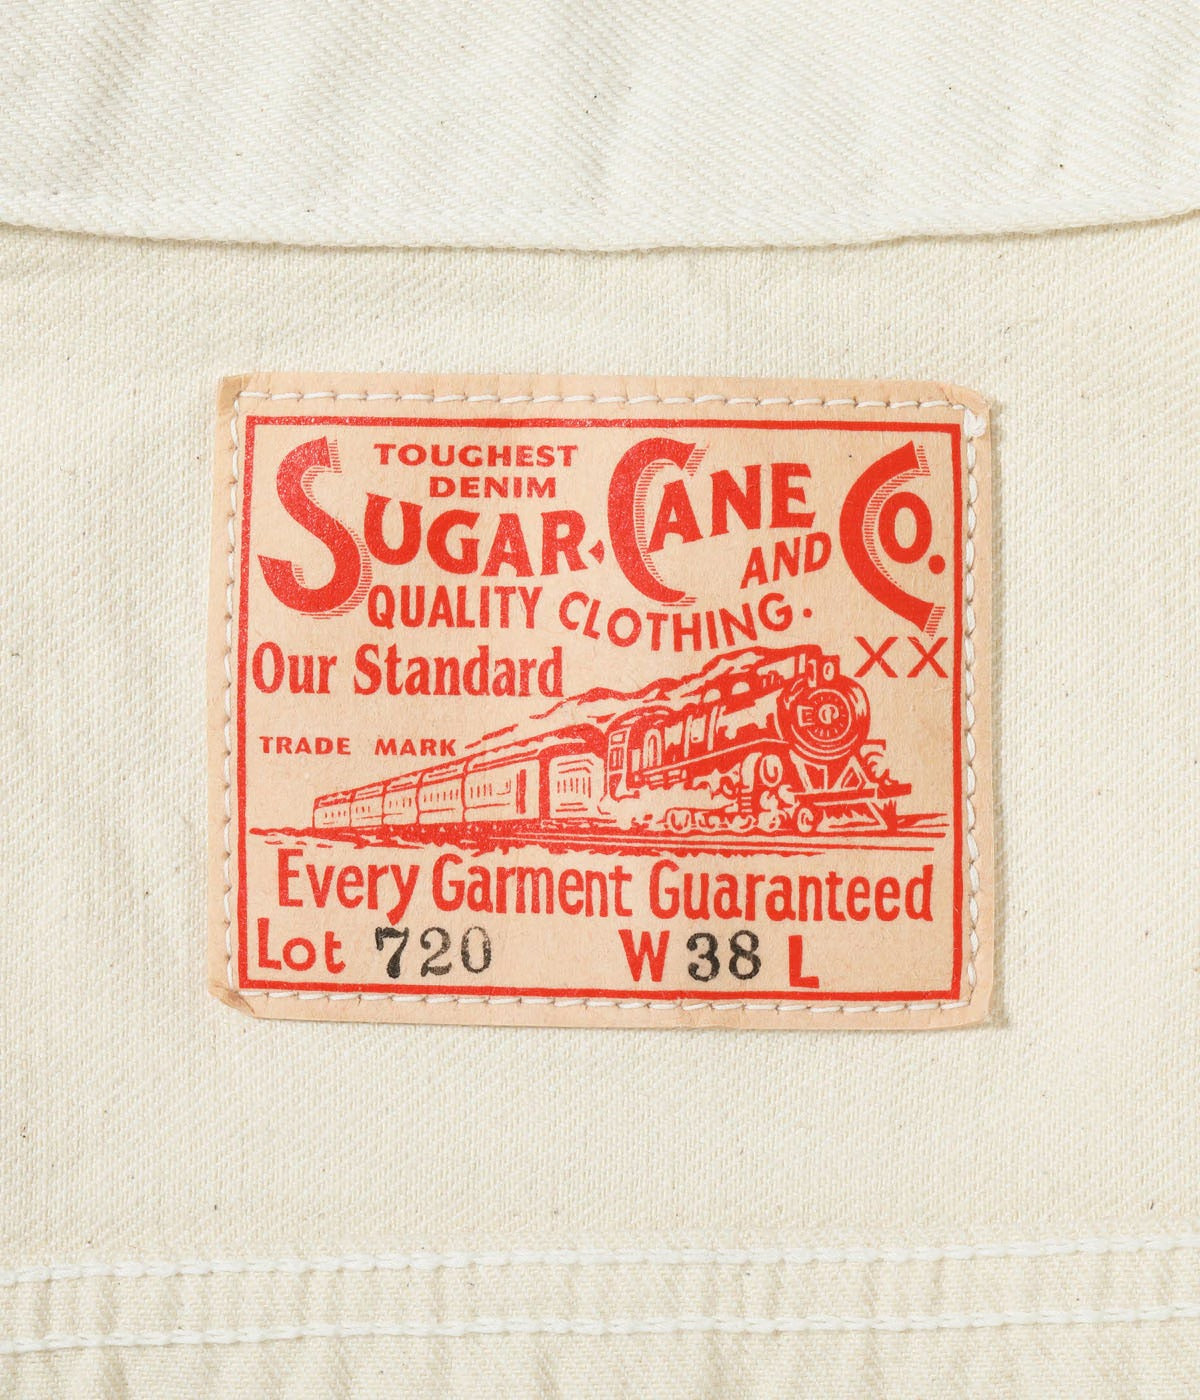 TOUGHEST
DENIM
SUGAR CANE CO.
AND
QUALITY CLOTHING.
XX
Our Standard
TRADE MARK
Every Garment Guaranteed
Lot 720 W 38 L